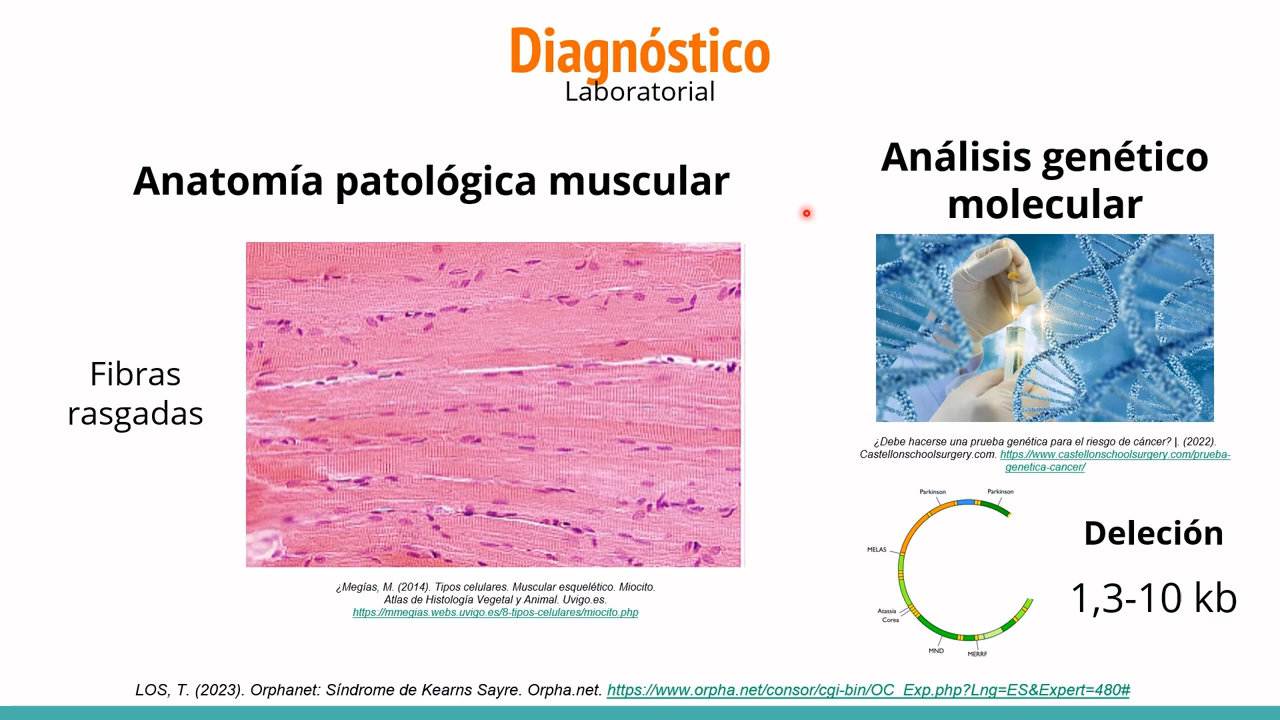 Diagnóstico
Laboratorial
Anatomía patológica muscular
Fibras
rasgadas
¿Megías, M. (2014). Tipos celulares. Muscular esquelético. Miocito.
Atlas de Histología Vegetal y Animal. Uvigo.es.
https://mmegias.webs.uvigo.es/8-tipos-celulares/miocito.php
Análisis genético
molecular
¿Debe hacerse una prueba genética para el riesgo de cáncer? |. (2022).
Castellonschoolsurgery.com. https://www.castellonschoolsurgery.com/prueba-
genetica-cancer/
Parkinson
Parkinson
MELAS
Atassia
Corea
MND
MERRF
Deleción
1,3-10 kb
LOS, T. (2023). Orphanet: Síndrome de Kearns Sayre. Orpha.net. https://www.orpha.net/consor/cgi-bin/OC_Exp.php?Lng=ES&Expert=480#